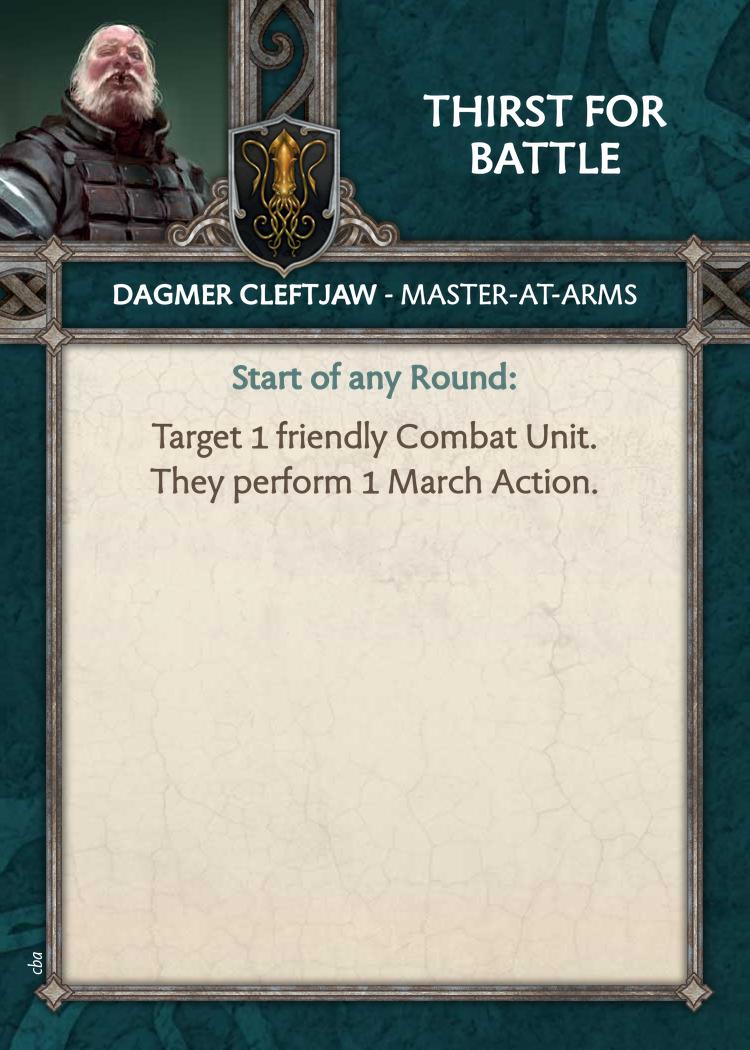 THIRST FOR
BATTLE
DAGMER CLEFTJAW - MASTER-AT-ARMS
Start of any Round:
Target 1 friendly Combat Unit.
They perform 1 March Action.
cba